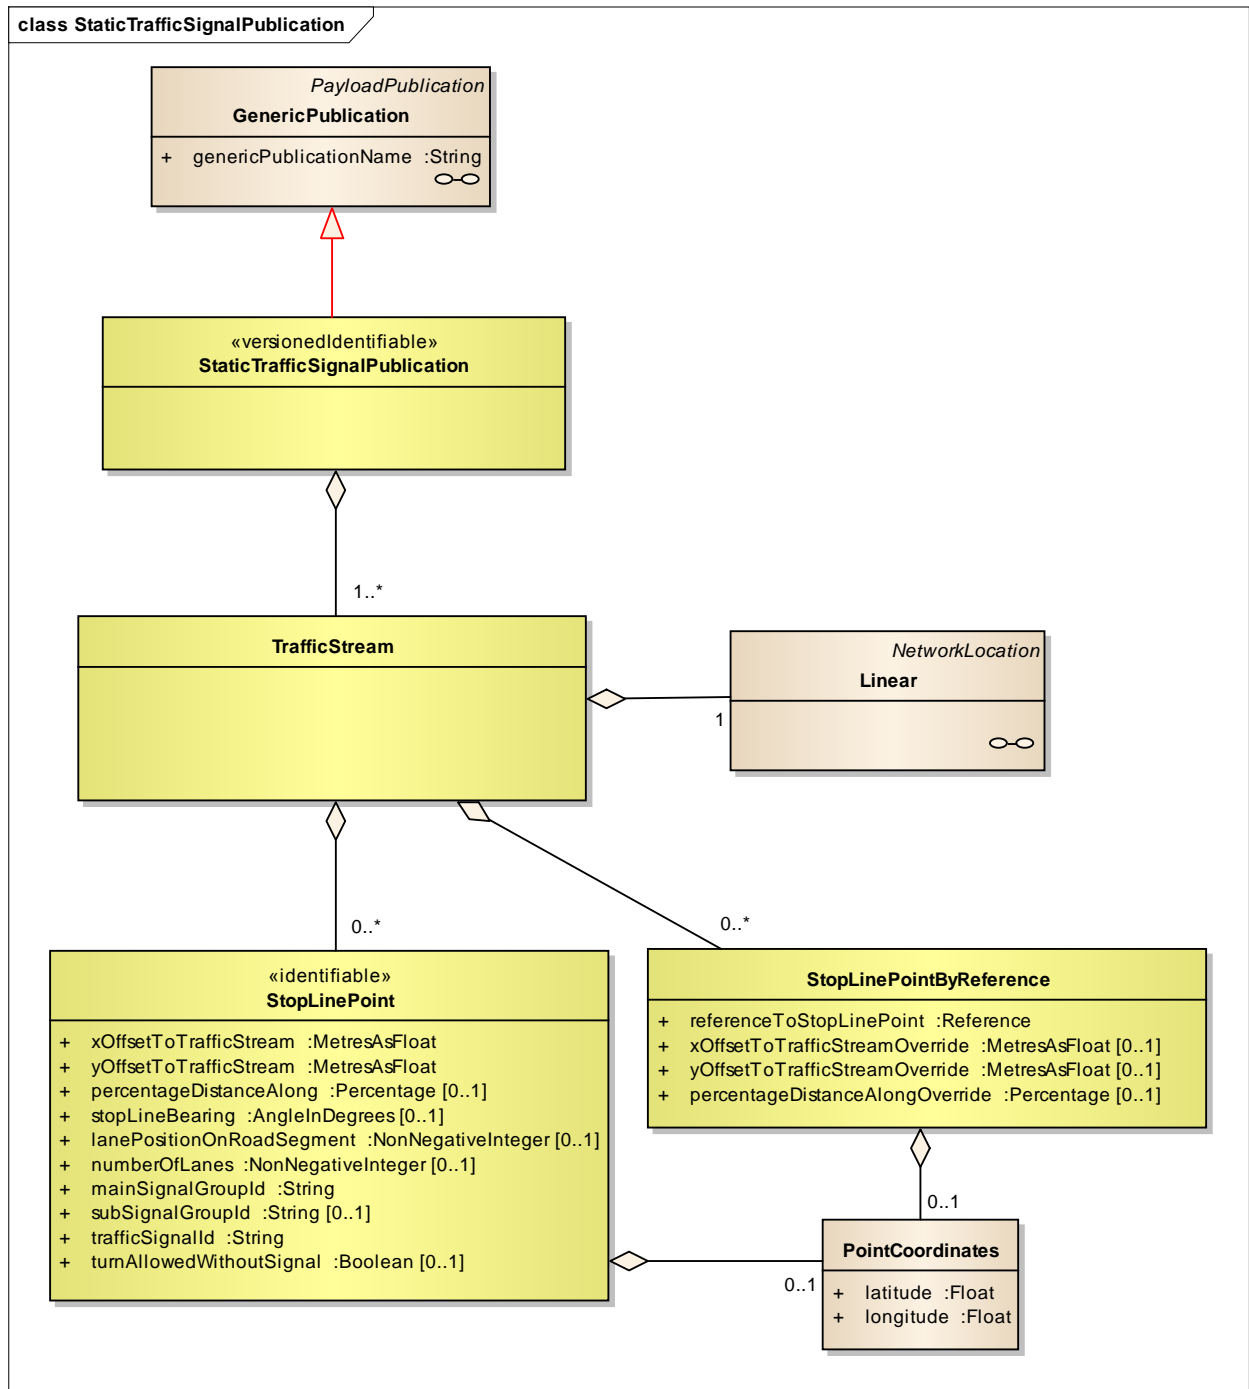 class StaticTrafficSignalPublication
PayloadPublication
GenericPublication
+ genericPublicationName :String
«versionedIdentifiable»
StaticTrafficSignalPublication
1..*
TrafficStream
NetworkLocation
Linear
1
0..*
0..*
«identifiable»
StopLinePoint
+ xOffsetToTrafficStream :MetresAsFloat
+ yOffsetToTrafficStream :MetresAsFloat
+ percentageDistanceAlong :Percentage [0..1]
+ stopLineBearing :AngleInDegrees [0..1]
+ lanePositionOnRoadSegment :NonNegativeInteger [0..1]
+ numberOfLanes :NonNegativeInteger [0..1]
+ mainSignalGroupId :String
+ subSignalGroupId :String [0..1]
+ trafficSignalId :String
+ turnAllowedWithoutSignal :Boolean [0..1]
StopLinePointByReference
+ referenceToStopLinePoint :Reference
+ xOffsetToTrafficStreamOverride :MetresAsFloat [0..1]
+ yOffsetToTrafficStreamOverride :MetresAsFloat [0..1]
+ percentageDistanceAlongOverride :Percentage [0..1]
0..1
0..1
PointCoordinates
+ latitude :Float
+ longitude :Float